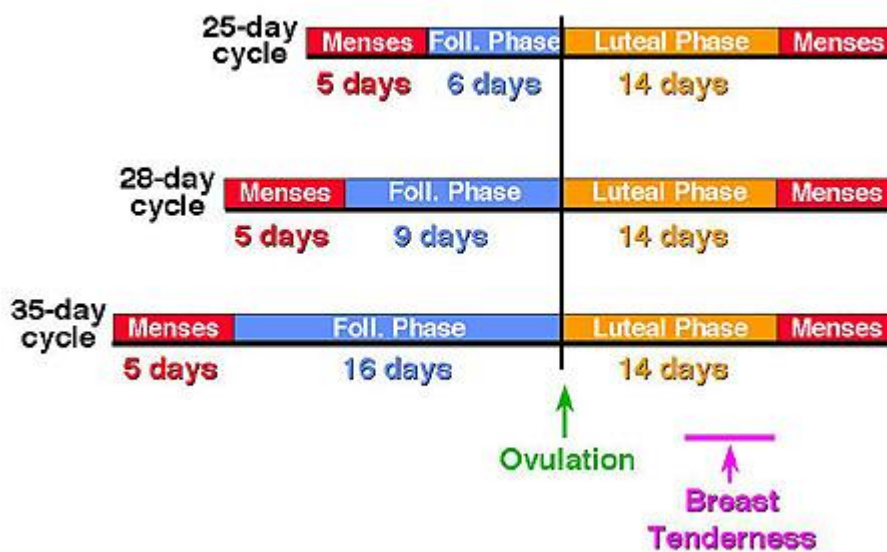 25-day
cycle
Menses Foll. Phase Luteal Phase Menses
5 days 6 days 14 days
28-day
cycle
Menses Foll. Phase Luteal Phase Menses
5 days 9 days 14 days
35-day
cycle
Menses Foll. Phase Luteal Phase Menses
5 days 16 days 14 days
Ovulation
Breast
Tenderness